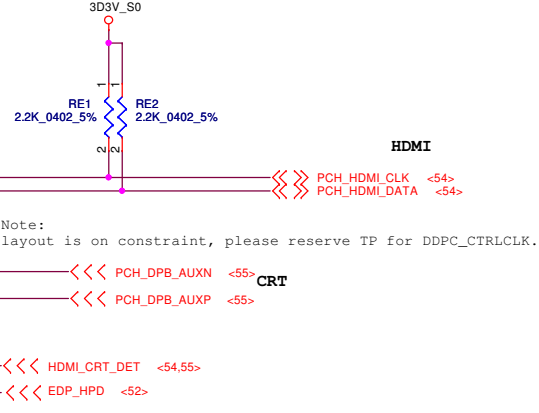 3D3V_S0
1 1
RE1 RE2
2.2K_0402_5% 2.2K_0402_5%
2 2
HDMI
PCH_HDMI_CLK <54>
PCH_HDMI_DATA <54>
Note:
layout is on constraint, please reserve TP for DDPC_CTRLCLK.
PCH_DPB_AUXN <55>
CRT
PCH_DPB_AUXP <55>
HDMI_CRT_DET <54,55>
EDP_HPD <52>